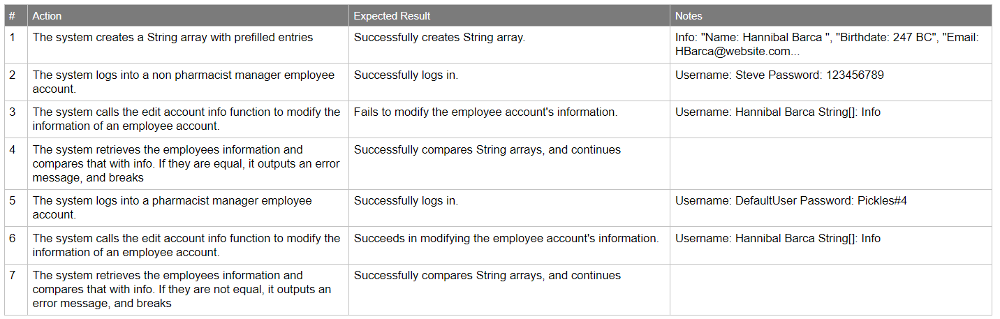 # Action Expected Result Notes
1 The system creates a String array with prefilled entries Successfully creates String array. Info: "Name: Hannibal Barca ", "Birthdate: 247 BC", "Email:
HBarca@website.com...
2 The system logs into a non pharmacist manager employee Successfully logs in. Username: Steve Password: 123456789
account.
3 The system calls the edit account info function to modify the Fails to modify the employee account's information. Username: Hannibal Barca String[]: Info
information of an employee account.
4 The system retrieves the employees information and Successfully compares String arrays, and continues
compares that with info. If they are equal, it outputs an error
message, and breaks
5 The system logs into a pharmacist manager employee Successfully logs in. Username: DefaultUser Password: Pickles#4
account.
6 The system calls the edit account info function to modify the Succeeds in modifying the employee account's information. Username: Hannibal Barca String[]: Info
information of an employee account.
7 The system retrieves the employees information and Successfully compares String arrays, and continues
compares that with info. If they are not equal, it outputs an
error message, and breaks